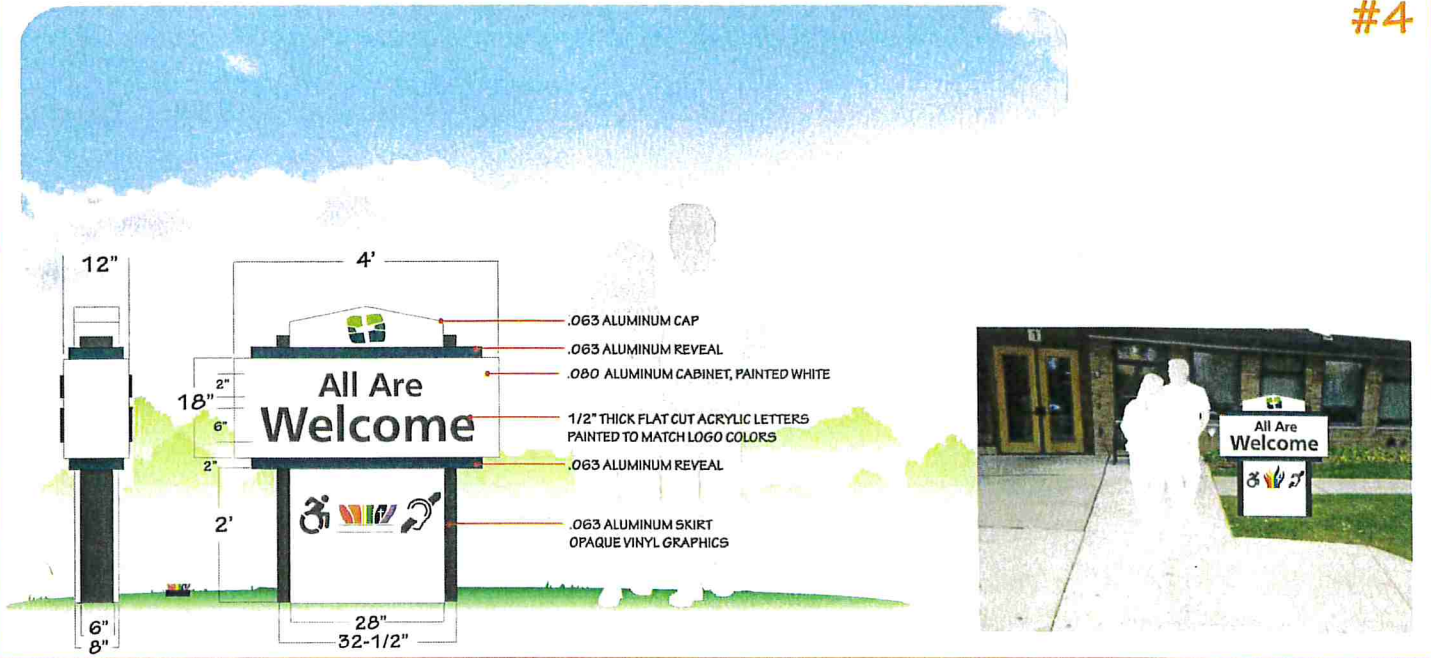 #4
12"
4'
.063 ALUMINUM CAP
.063 ALUMINUM REVEAL
.080 ALUMINUM CABINET, PAINTED WHITE
18"
2"
6"
2"
All Are
Welcome
1/2" THICK FLAT CUT ACRYLIC LETTERS
PAINTED TO MATCH LOGO COLORS
.063 ALUMINUM REVEAL
2'
.063 ALUMINUM SKIRT
OPAQUE VINYL GRAPHICS
6"
8"
28"
32-1/2"
1
All Are
Welcome